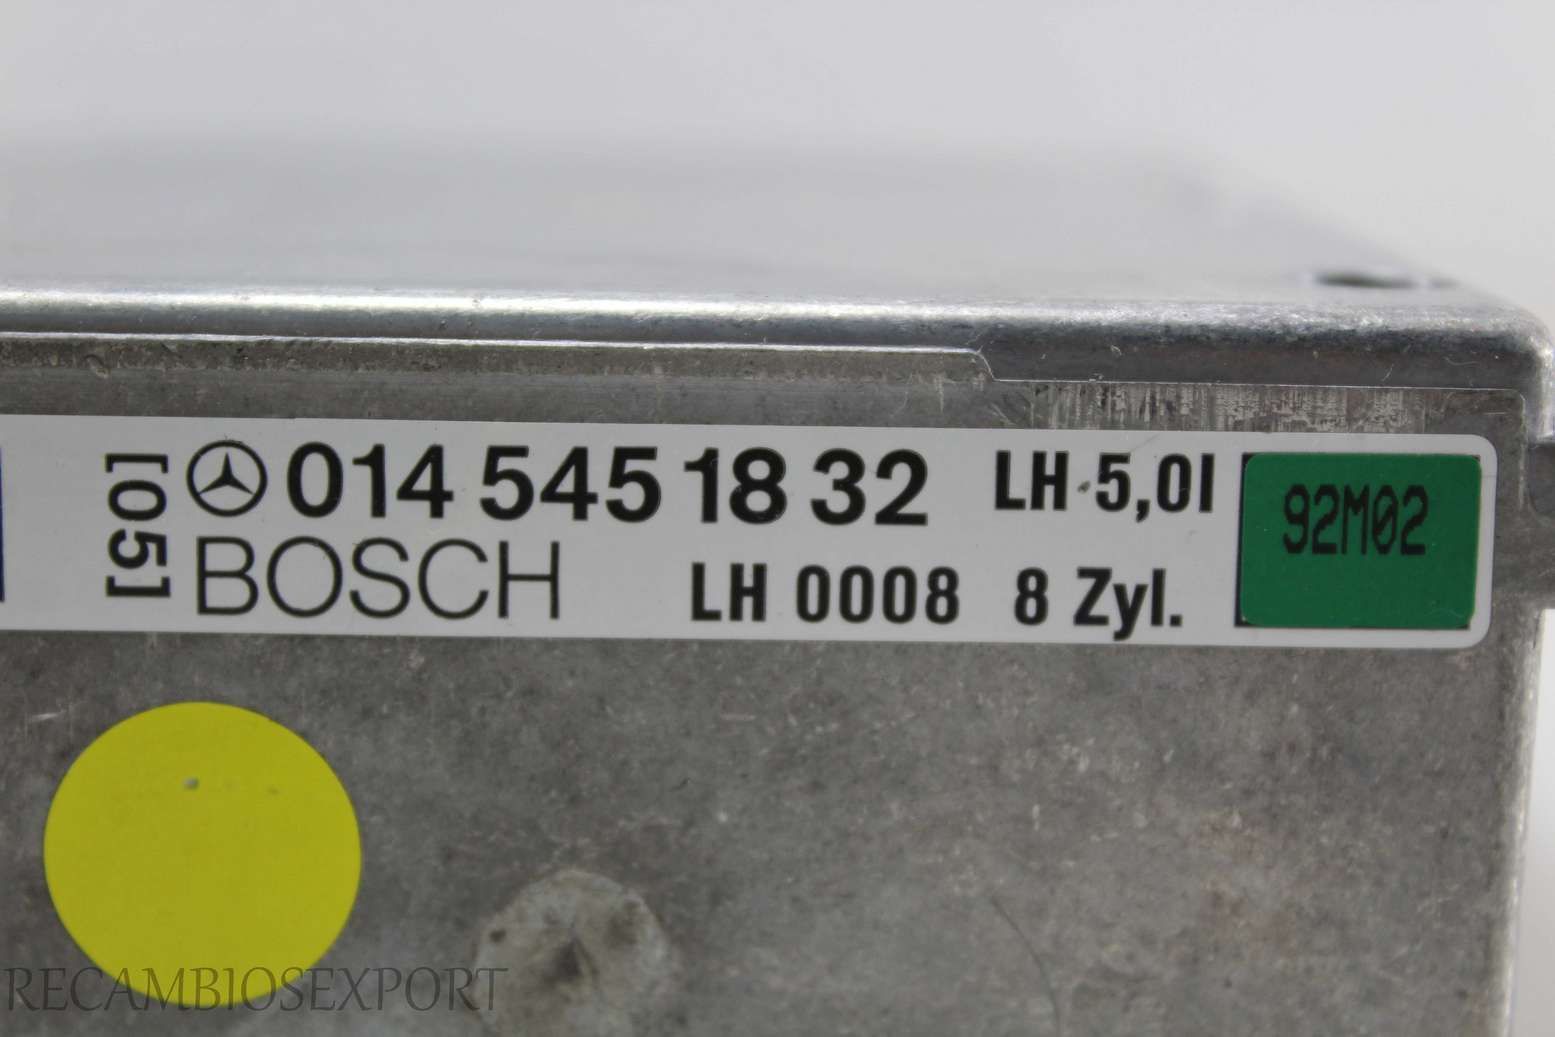 [05]
014 545 18 32 LH-5,0l
BOSCH LH 0008 8 Zyl.
92M02
RECAMBIOSEXPORT